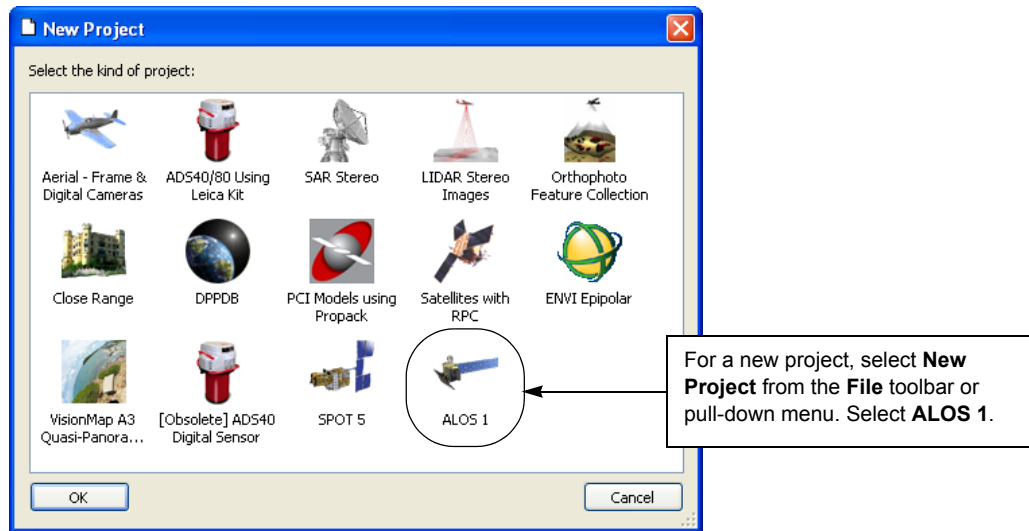 New Project
Select the kind of project:
Aerial - Frame &
Digital Cameras
ADS40/80 Using
Leica Kit
SAR Stereo
LIDAR Stereo
Images
Orthophoto
Feature Collection
Close Range
DPPDB
PCI Models using
Propack
Satellites with
RPC
ENVI Epipolar
VisionMap A3
Quasi-Panora...
[Obsolete] ADS40
Digital Sensor
SPOT 5
ALOS 1
For a new project, select New
Project from the File toolbar or
pull-down menu. Select ALOS 1.
OK
Cancel